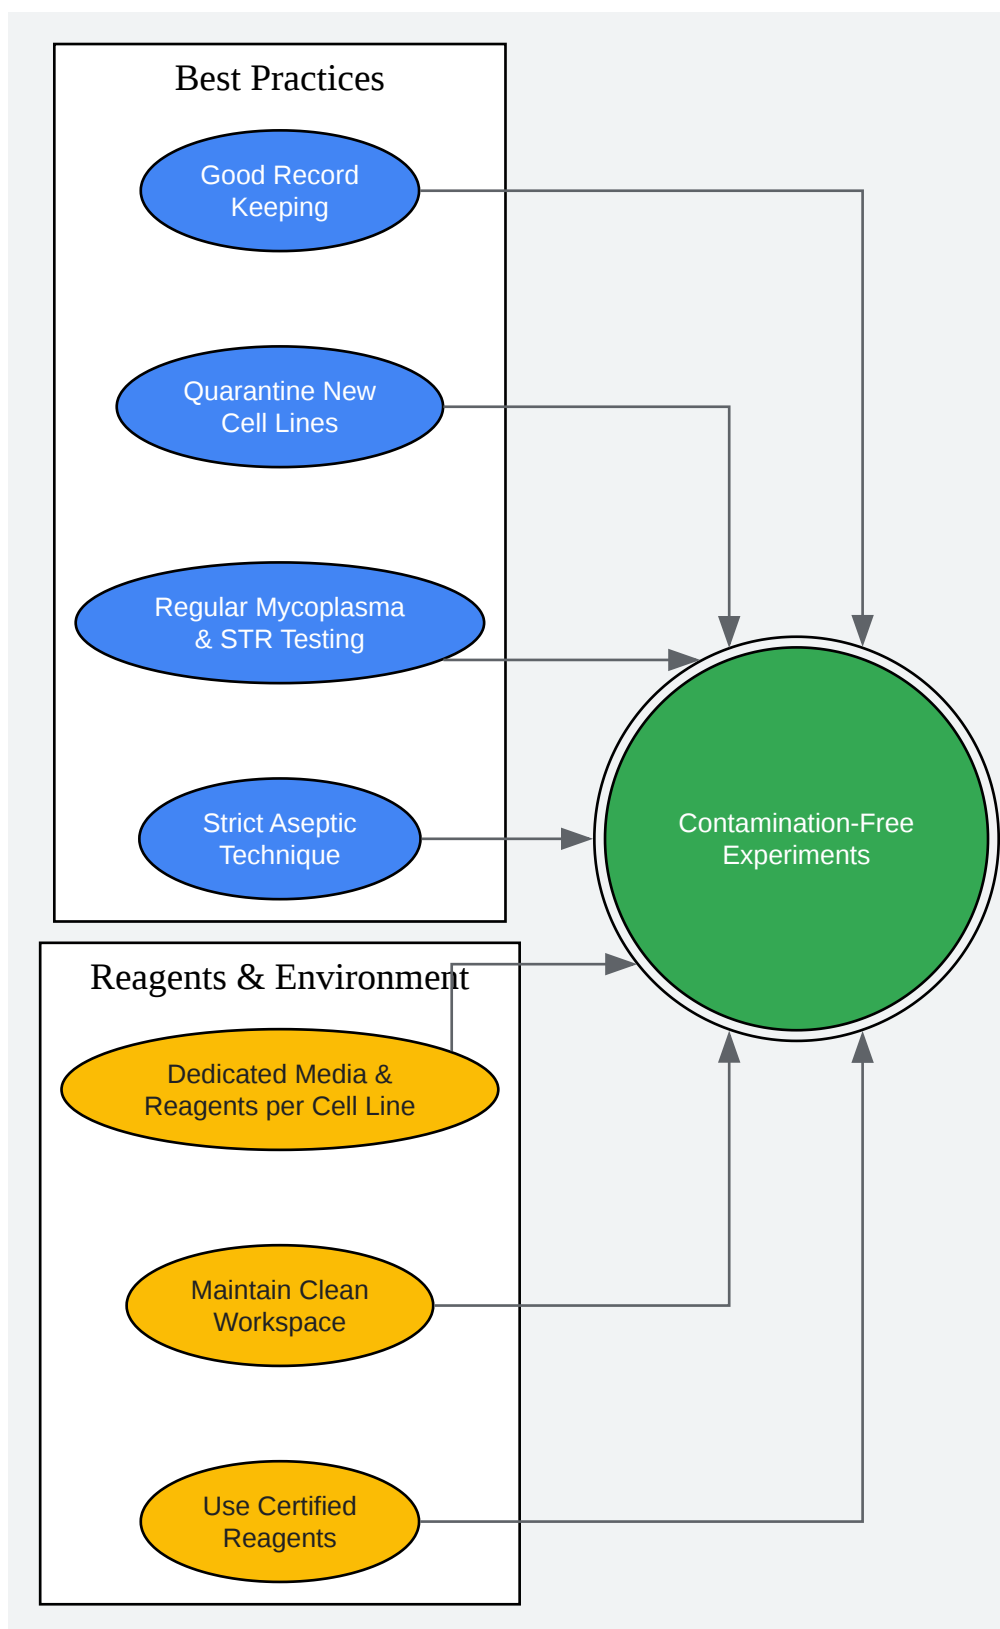 Best Practices
Good Record
Keeping
Quarantine New
Cell Lines
Regular Mycoplasma
& STR Testing
Strict Aseptic
Technique
Contamination-Free
Experiments
Reagents & Environment
Dedicated Media &
Reagents per Cell Line
Maintain Clean
Workspace
Use Certified
Reagents